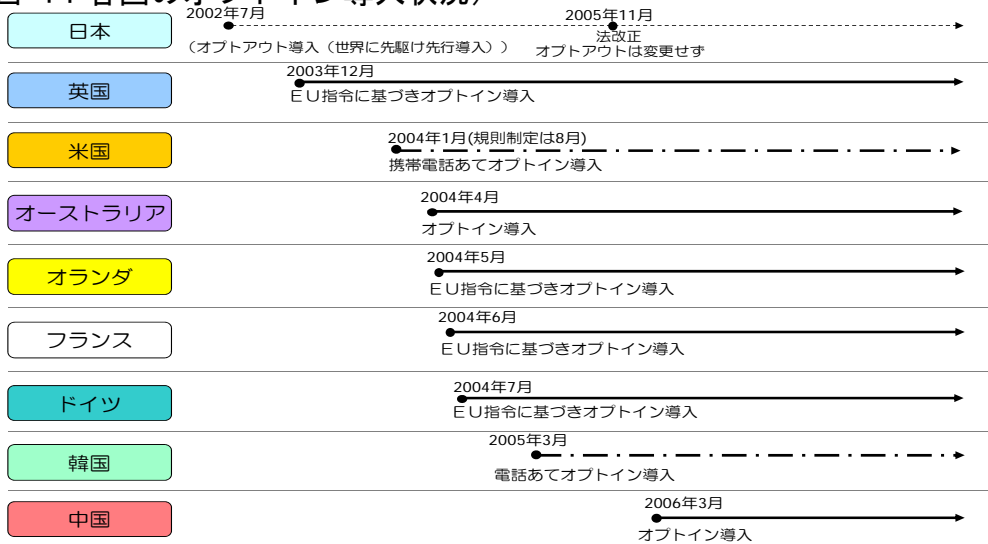 各国のオプトイン導入状況
日本
2002年7月
2005年11月
(オプトアウト導入(世界に先駆け先行導入))
法改正
オプトアウトは変更せず
英国
2003年12月
EU指令に基づきオプトイン導入
米国
2004年1月(規則制定は8月)
携帯電話あてオプトイン導入
オーストラリア
2004年4月
オプトイン導入
オランダ
2004年5月
EU指令に基づきオプトイン導入
フランス
2004年6月
EU指令に基づきオプトイン導入
ドイツ
2004年7月
EU指令に基づきオプトイン導入
韓国
2005年3月
電話あてオプトイン導入
中国
2006年3月
オプトイン導入